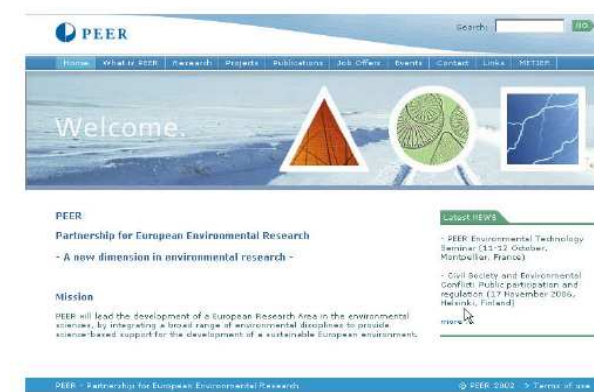 PEER
Search: GO
Home What is PEER Research Projects Publications Job Offers Events Contact Links METIER
Welcome.
PEER
Partnership for European Environmental Research
- A new dimension in environmental research -
Mission
PEER will lead the development of a European Research Area in the environmental
sciences, by integrating a broad range of environmental disciplines to provide
science-based support for the development of a sustainable European environment.
Latest NEWS
- PEER Environmental Technology
Seminar (11-12 October,
Montpellier, France)
- Civil Society and Environmental
Conflict: Public participation and
regulation (17 November 2006,
Helsinki, Finland)
more
PEER - Partnership for European Environmental Research
© PEER 2002 > Terms of use